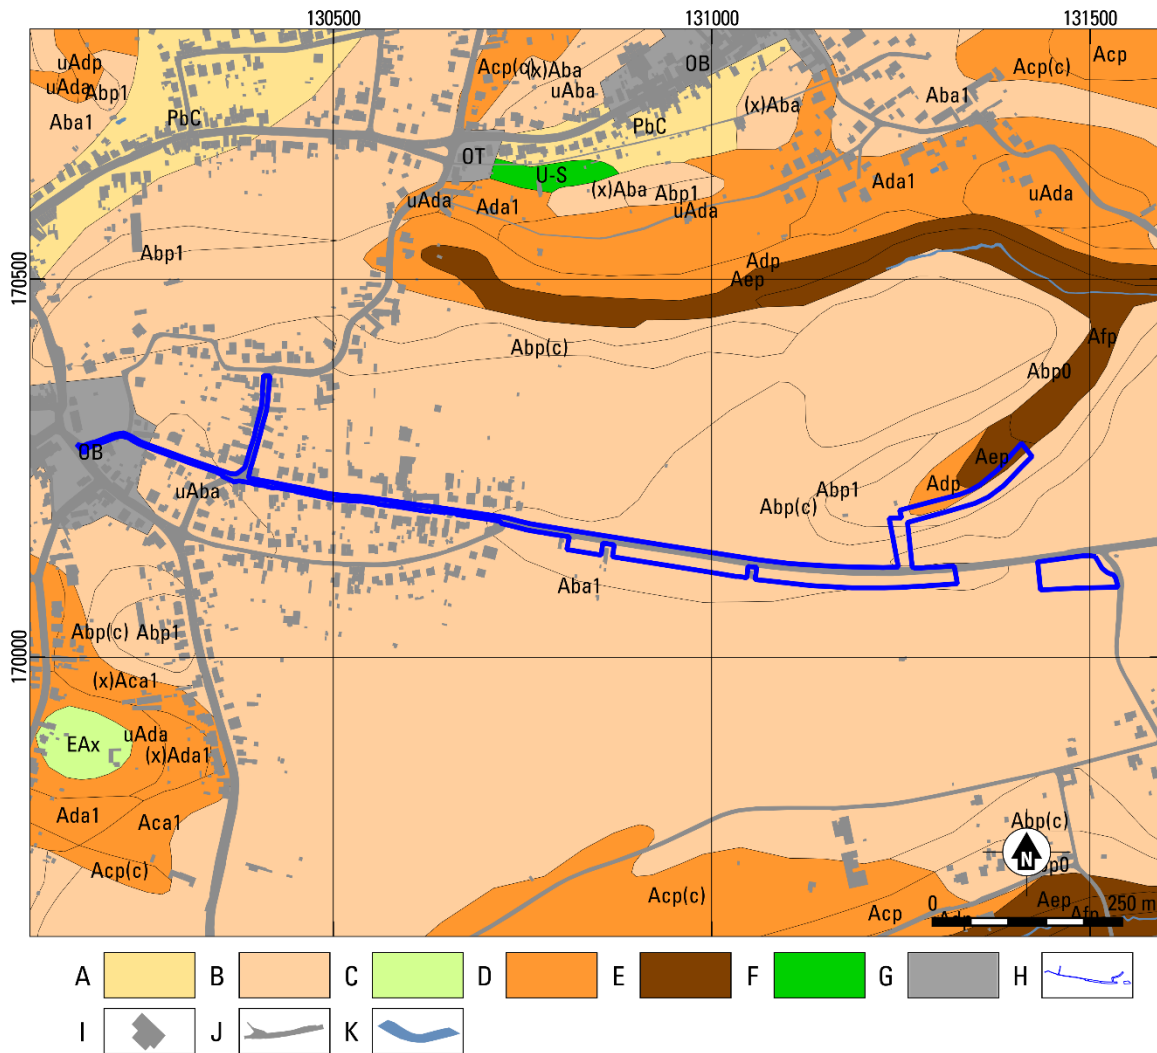 130500 131000 131500
uAdp
uAda
Abp1
Aba1
PbC
Acp(c)
(x)Aba
uAba
OB
PbC
(x)Aba
Aba1
Acp(c)
Acp
OT
U-S
(x)Aba
Abp1
uAda
uAda
Ada1
Ada1
uAda
Abp1
Adp
Aep
170500
Abp(c)
Afp
Abp0
OB
uAba
Aep
Adp
Abp1
Abp(c)
Aba1
170000
Abp(c)
Abp1
(x)Aca1
EAx
uAda
(x)Ada1
Ada1
Aca1
Acp(c)
Acp(c)
Abp(c)
N
Acp
Aep
Afp
0 250 m
A B C D E F G H
I J K